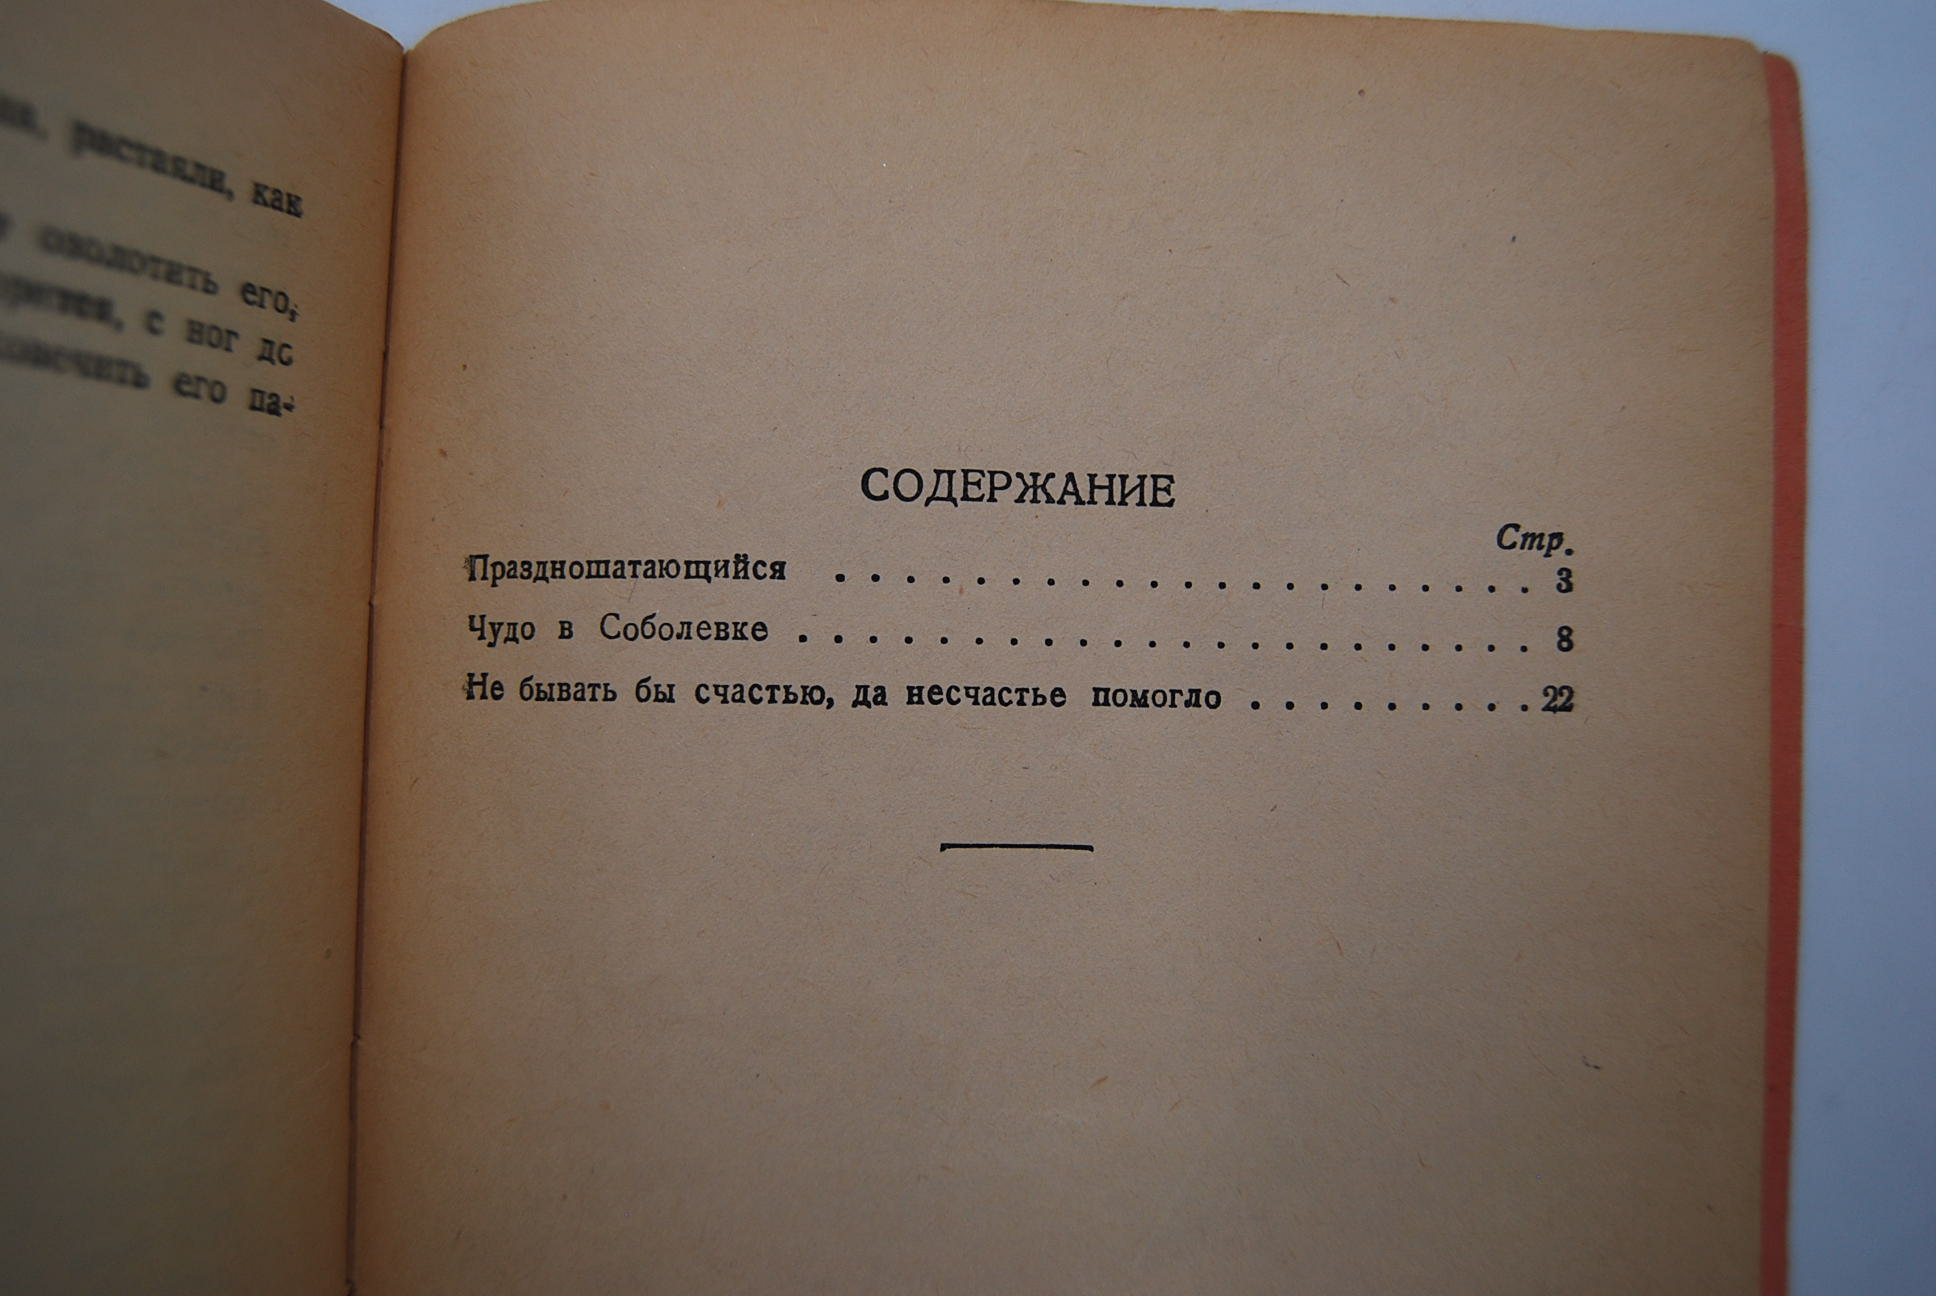 растаяли, как
оволотить его,
с ног до
его па-
СОДЕРЖАНИЕ
Стр.
Праздношатающийся . . . . . . . . . . . . . . . . . . . . . 3
Чудо в Соболевке . . . . . . . . . . . . . . . . . . . . . . 8
Не бывать бы счастью, да несчастье помогло . . . . . . . . . 22